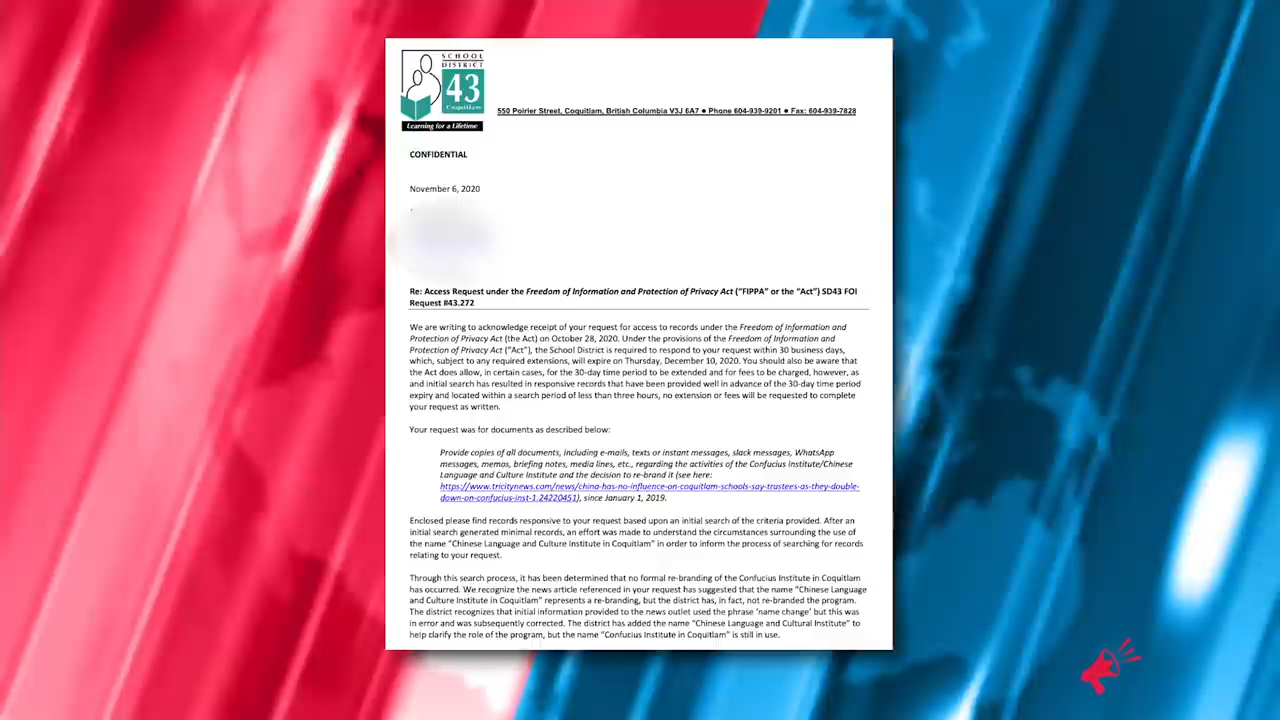 SCHOOL
DISTRICT
43
Coquitlam
Learning for a Lifetime
550 Poirier Street, Coquitlam, British Columbia V3J 6A7 ● Phone 604-939-9201 ● Fax: 604-939-7828
CONFIDENTIAL
November 6, 2020
Re: Access Request under the Freedom of Information and Protection of Privacy Act (“FIPPA” or the “Act”) SD43 FOI
Request #43.272
We are writing to acknowledge receipt of your request for access to records under the Freedom of Information and
Protection of Privacy Act (the Act) on October 28, 2020. Under the provisions of the Freedom of Information and
Protection of Privacy Act (“Act”), the School District is required to respond to your request within 30 business days,
which, subject to any required extensions, will expire on Thursday, December 10, 2020. You should also be aware that
the Act does allow, in certain cases, for the 30-day time period to be extended and for fees to be charged, however, as
and initial search has resulted in responsive records that have been provided well in advance of the 30-day time period
expiry and located within a search period of less than three hours, no extension or fees will be requested to complete
your request as written.
Your request was for documents as described below:
Provide copies of all documents, including e-mails, texts or instant messages, slack messages, WhatsApp
messages, memos, briefing notes, media lines, etc., regarding the activities of the Confucius Institute/Chinese
Language and Culture Institute and the decision to re-brand it (see here:
https://www.tricitynews.com/news/china-has-no-influence-on-coquitlam-schools-say-trustees-as-they-double-
down-on-confucius-inst-1.24220451), since January 1, 2019.
Enclosed please find records responsive to your request based upon an initial search of the criteria provided. After an
initial search generated minimal records, an effort was made to understand the circumstances surrounding the use of
the name “Chinese Language and Culture Institute in Coquitlam” in order to inform the process of searching for records
relating to your request.
Through this search process, it has been determined that no formal re-branding of the Confucius Institute in Coquitlam
has occurred. We recognize the news article referenced in your request has suggested that the name “Chinese Language
and Culture Institute in Coquitlam” represents a re-branding, but the district has, in fact, not re-branded the program.
The district recognizes that initial information provided to the news outlet used the phrase ‘name change’ but this was
in error and was subsequently corrected. The district has added the name “Chinese Language and Cultural Institute” to
help clarify the role of the program, but the name “Confucius Institute in Coquitlam” is still in use.